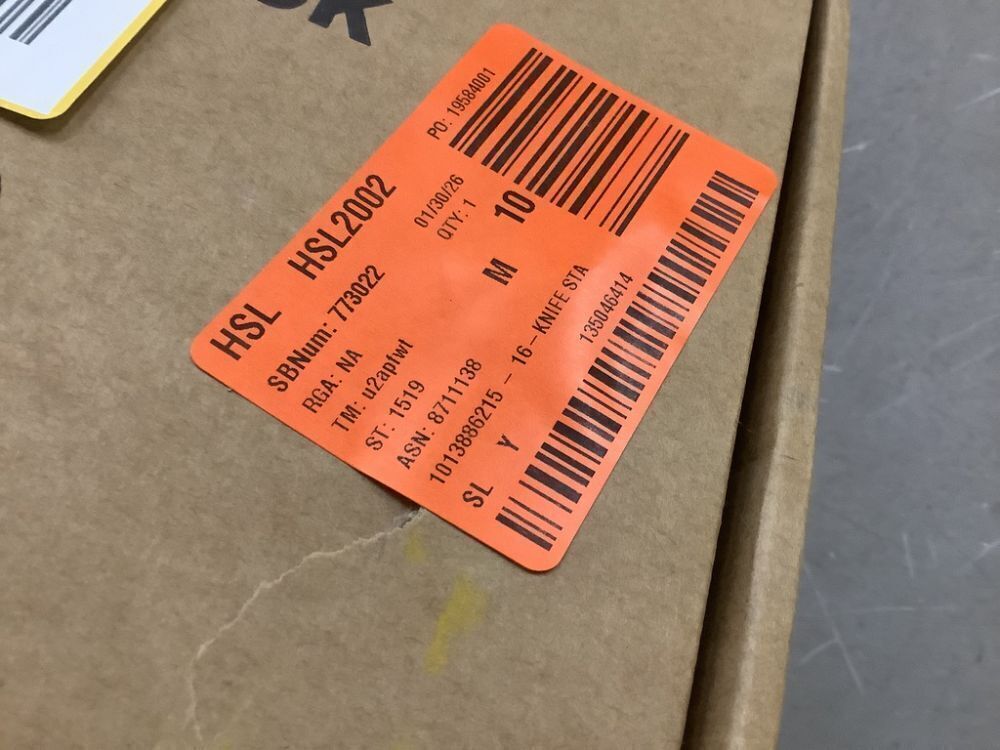 HSL HSL2002
SBNum: 773022
01/30/26
PO: 19584001
RGA: NA
QTY: 1
TM: u2apfwt
M 10
ST: 1519
ASN: 8711138
1013886215 - 16-KNIFE STA
SL Y
135046414